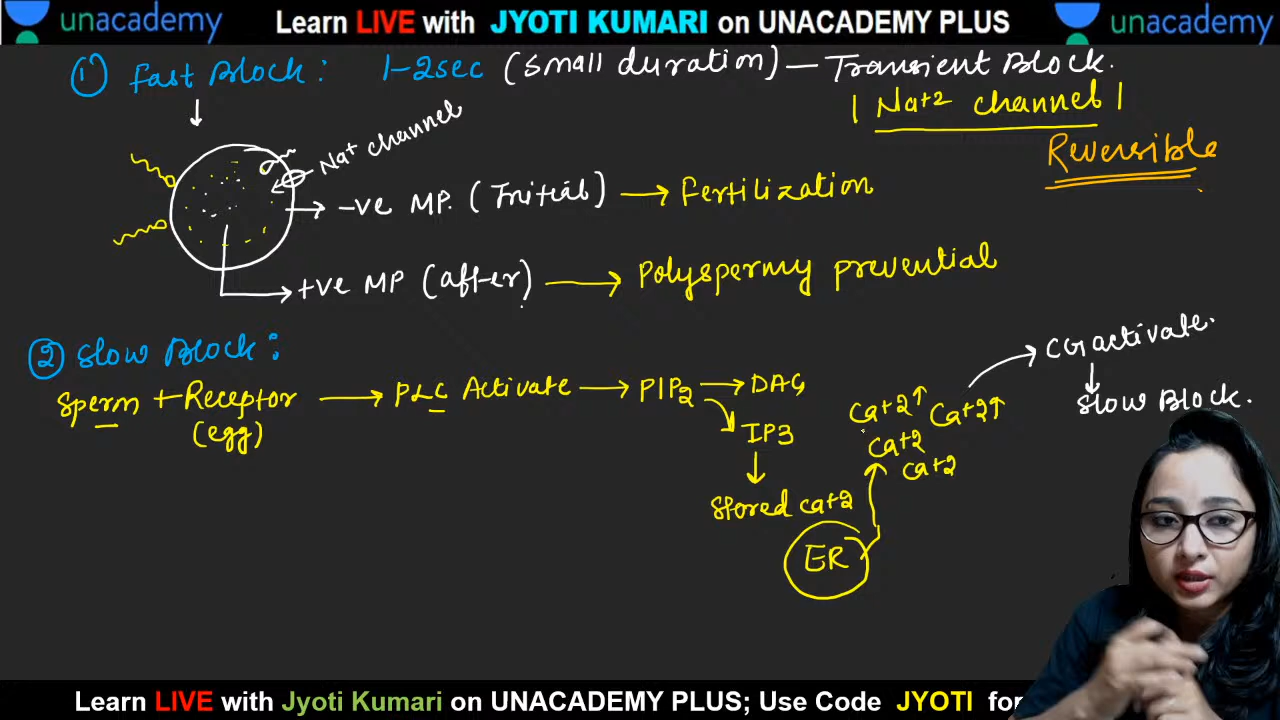 unacademy
Learn LIVE with JYOTI KUMARI on UNACADEMY PLUS
unacademy
① fast Block: 1-2sec (small duration) — Transient Block.
| Na+2 channel |
Reversible
Na+ channel
-ve MP. (Initial) → Fertilization
+ve MP (after) → Polyspermy prevential
② slow Block:
Sperm + Receptor → PLC Activate → PIP2 → DAG
(egg)
IP3
stored ca+2
ER
Ca+2↑ Ca+2↑
Ca+2
Ca+2
CG activate.
slow Block.
Learn LIVE with Jyoti Kumari on UNACADEMY PLUS; Use Code JYOTI for